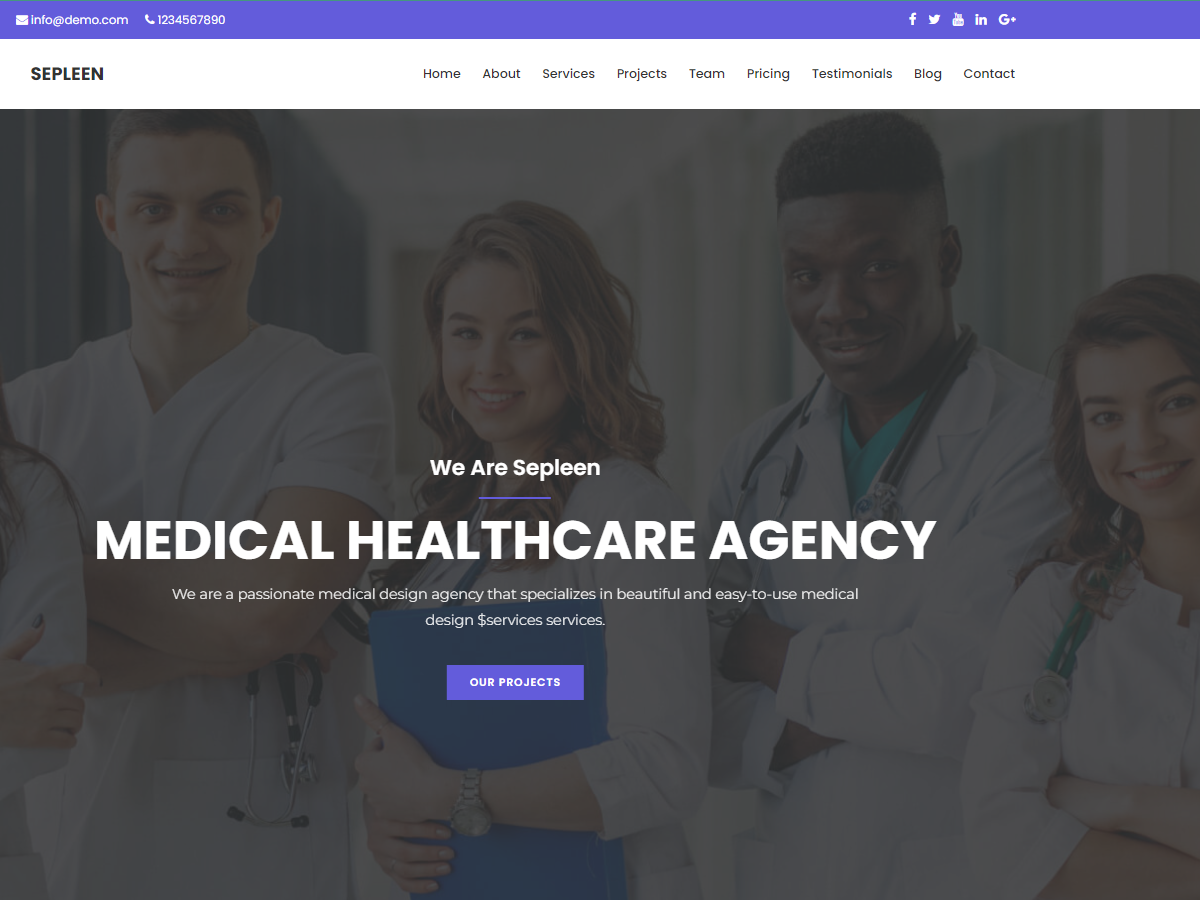 info@demo.com 1234567890
SEPLEEN Home About Services Projects Team Pricing Testimonials Blog Contact
We Are Sepleen
MEDICAL HEALTHCARE AGENCY
We are a passionate medical design agency that specializes in beautiful and easy-to-use medical
design $services services.
OUR PROJECTS